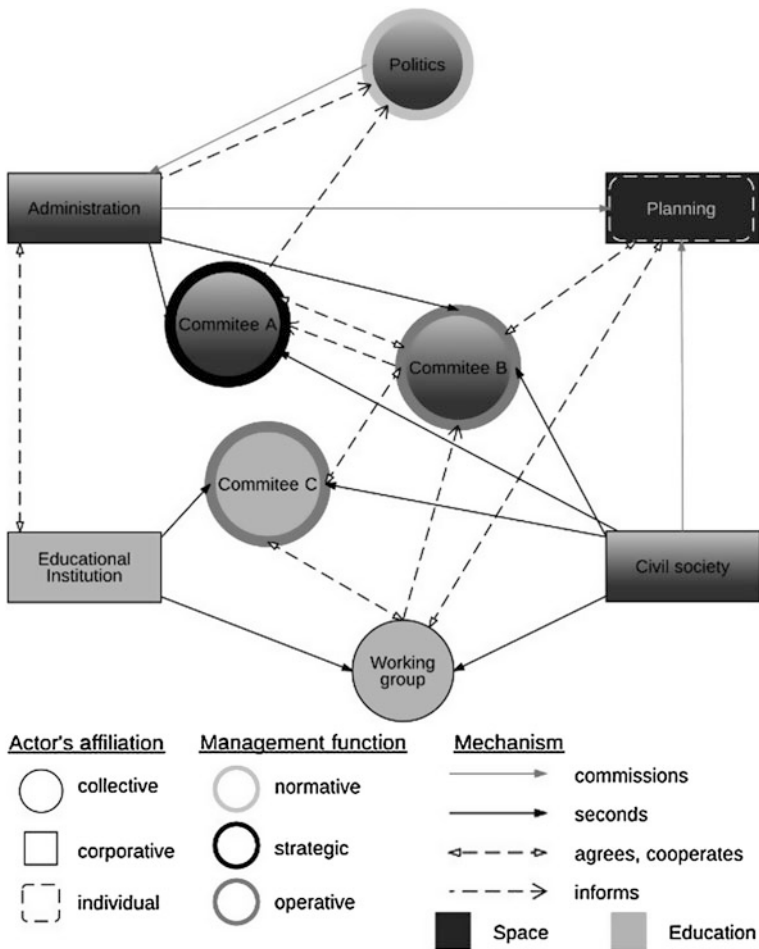 Politics
Administration
Planning
Commitee A
Commitee B
Commitee C
Educational
Institution
Civil society
Working
group
Actor's affiliation
collective
corporative
individual
Management function
normative
strategic
operative
Mechanism
commissions
seconds
agrees, cooperates
informs
Space
Education